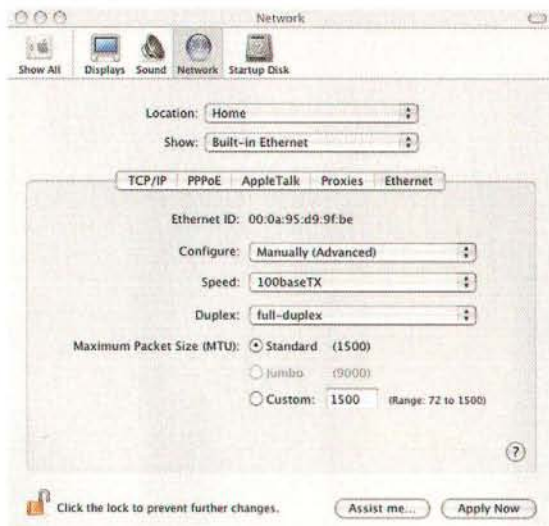 Network
Show All
Displays
Sound
Network
Startup Disk
Location: Home
Show: Built-in Ethernet
TCP/IP PPPoE AppleTalk Proxies Ethernet
Ethernet ID: 00:0a:95:d9:9f:be
Configure: Manually (Advanced)
Speed: 100baseTX
Duplex: full-duplex
Maximum Packet Size (MTU): Standard (1500)
Jumbo (9000)
Custom: 1500 (Range: 72 to 1500)
?
Click the lock to prevent further changes.
Assist me...
Apply Now